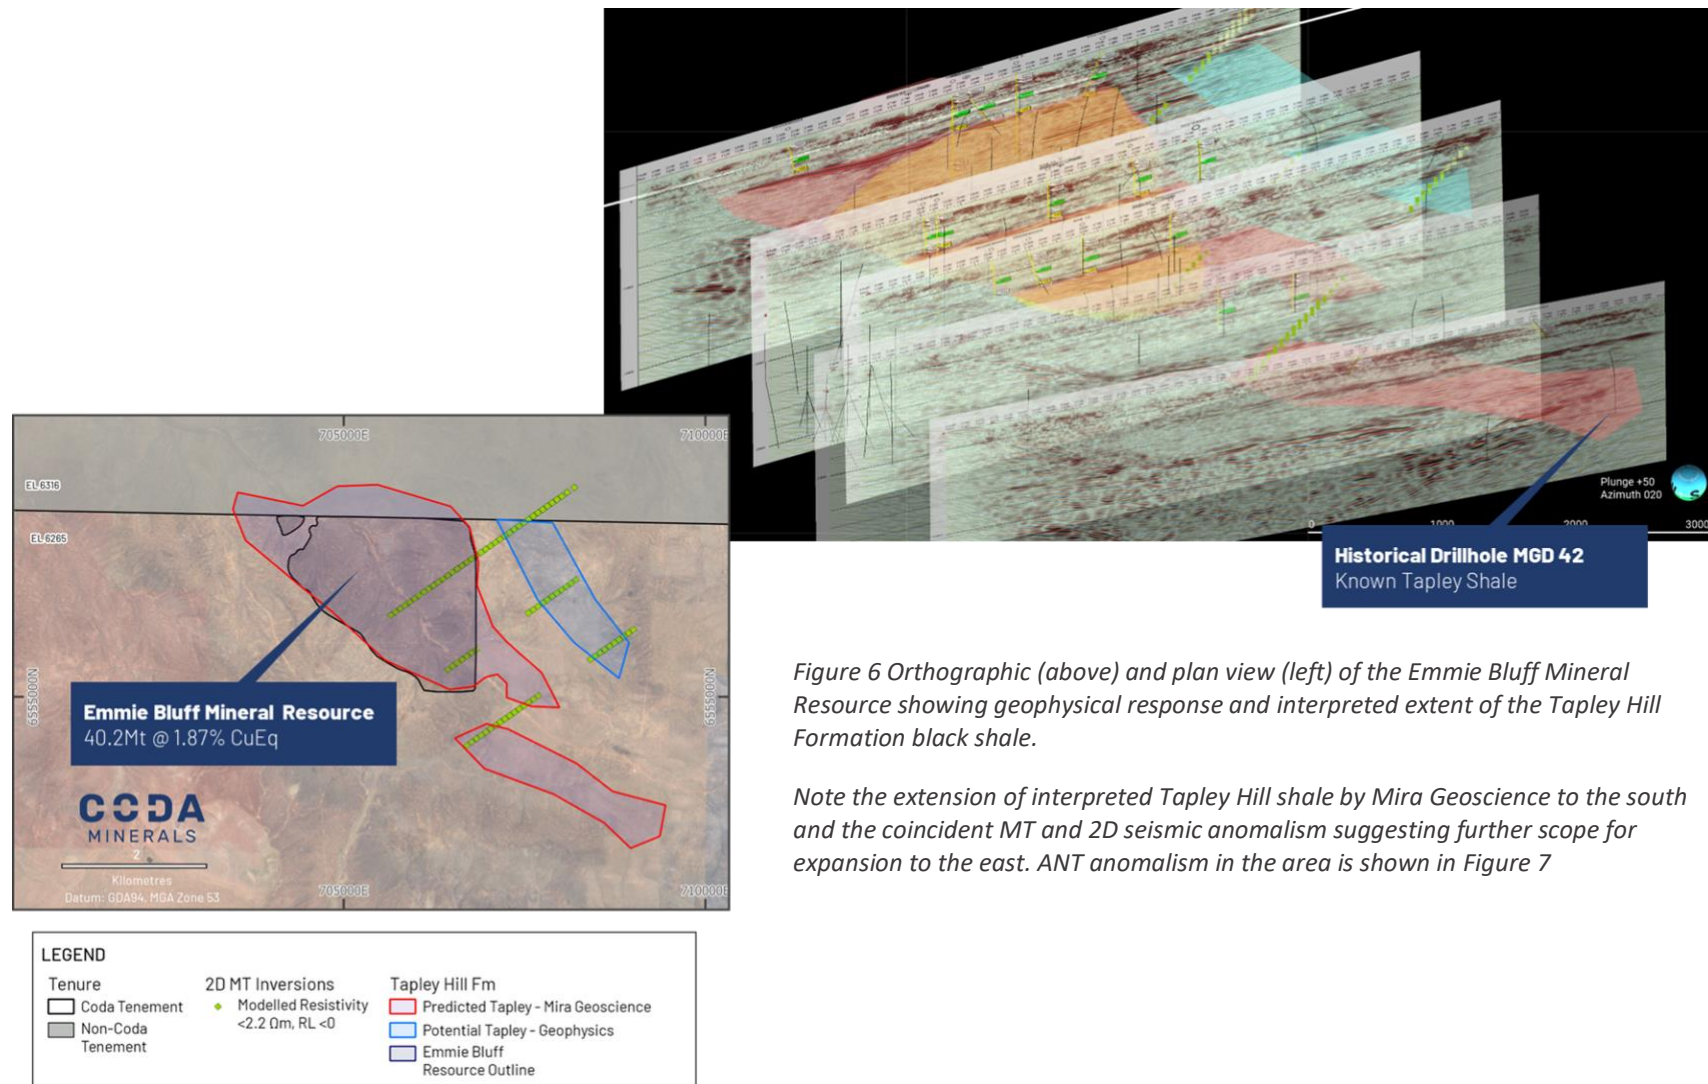 Plunge +50
Azimuth 020
0 1000 2000 3000
Historical Drillhole MGD 42
Known Tapley Shale
705000E 710000E
EL 6316
EL 6265
6555000N 6555000N
Emmie Bluff Mineral Resource
40.2Mt @ 1.87% CuEq
CODA
MINERALS
2
Kilometres
Datum: GDA94, MGA Zone 53
705000E 710000E
Figure 6 Orthographic (above) and plan view (left) of the Emmie Bluff Mineral
Resource showing geophysical response and interpreted extent of the Tapley Hill
Formation black shale.
Note the extension of interpreted Tapley Hill shale by Mira Geoscience to the south
and the coincident MT and 2D seismic anomalism suggesting further scope for
expansion to the east. ANT anomalism in the area is shown in Figure 7
LEGEND
Tenure
Coda Tenement
Non-Coda
Tenement
2D MT Inversions
Modelled Resistivity
<2.2 Ωm, RL <0
Tapley Hill Fm
Predicted Tapley - Mira Geoscience
Potential Tapley - Geophysics
Emmie Bluff
Resource Outline